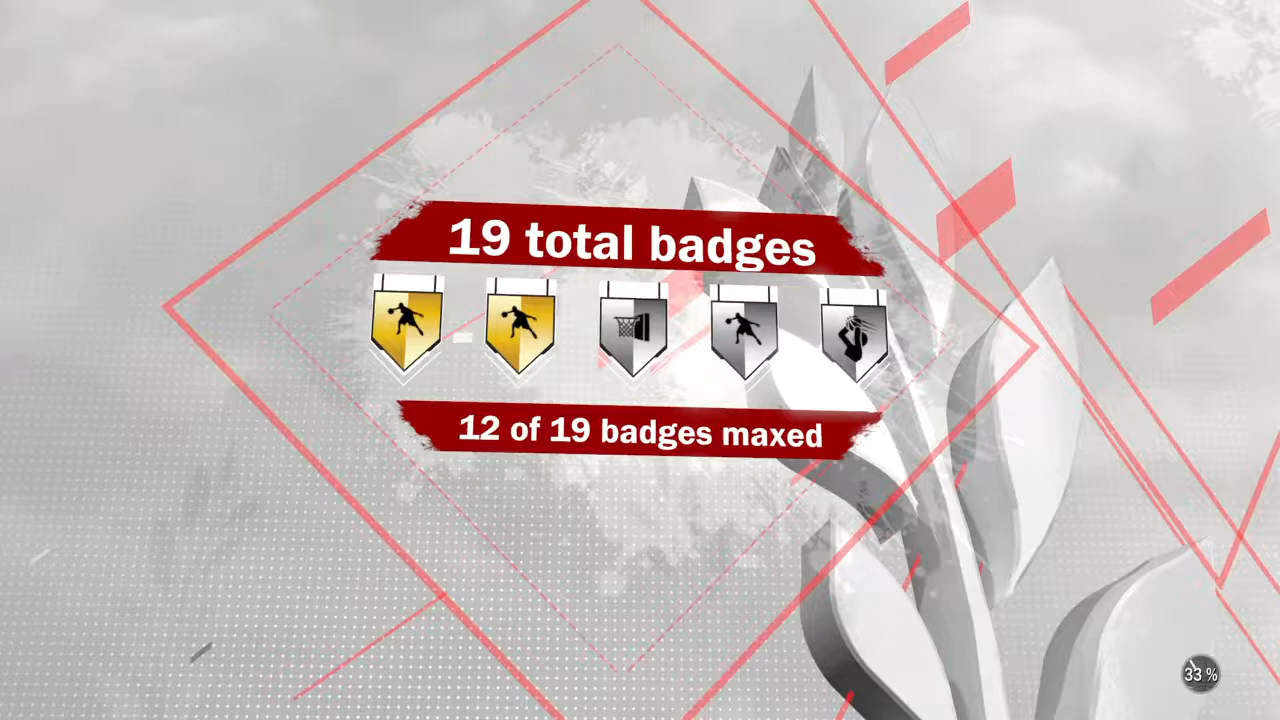 19 total badges
12 of 19 badges maxed
33 %